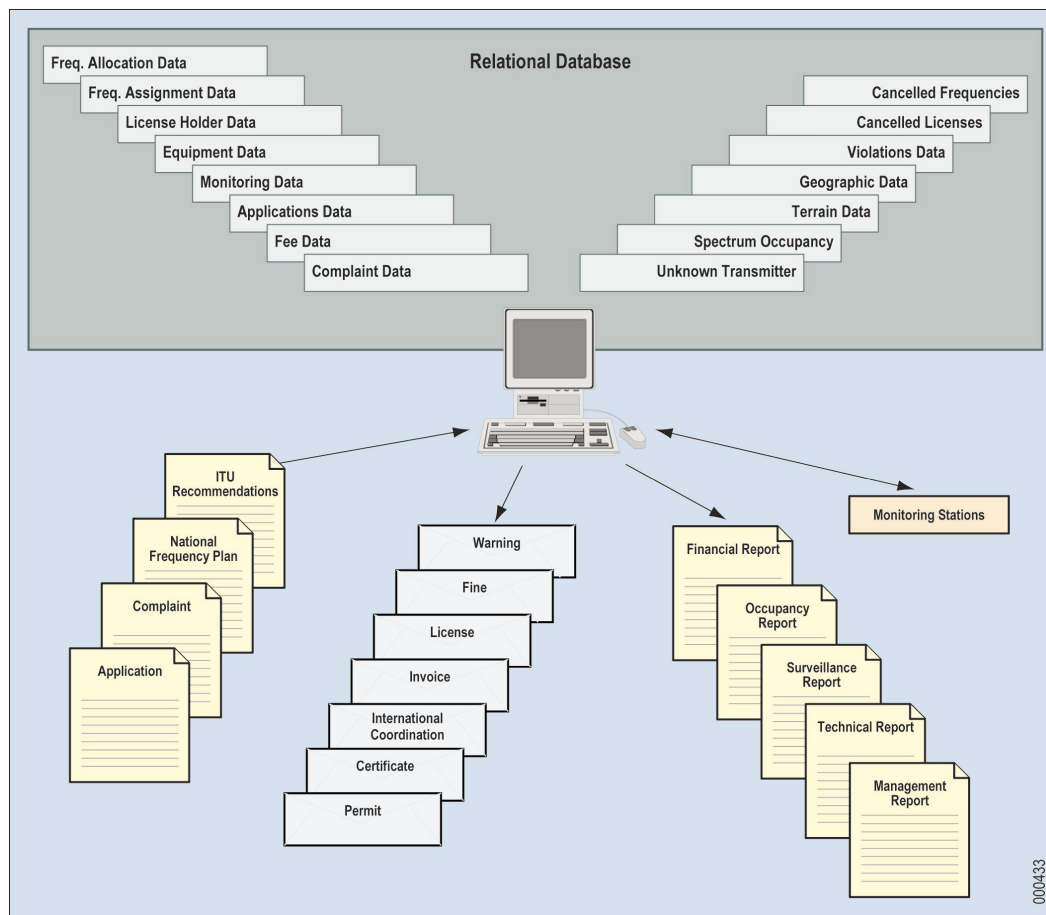 Relational Database
Freq. Allocation Data
Freq. Assignment Data
License Holder Data
Equipment Data
Monitoring Data
Applications Data
Fee Data
Complaint Data
Cancelled Frequencies
Cancelled Licenses
Violations Data
Geographic Data
Terrain Data
Spectrum Occupancy
Unknown Transmitter
ITU
Recommendations
National
Frequency Plan
Complaint
Application
Warning
Fine
License
Invoice
International
Coordination
Certificate
Permit
Financial Report
Occupancy
Report
Surveillance
Report
Technical Report
Management
Report
Monitoring Stations
000433